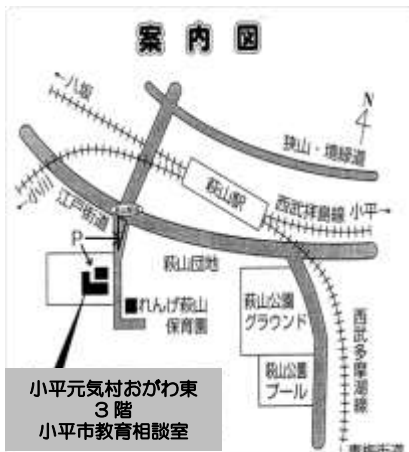 案内図
←八坂
N
狭山・境緑道
萩山駅
西武拝島線 小平→
←小川
江戸街道
P
萩山団地
れんげ萩山
保育園
萩山公園
グラウンド
萩山公園
プール
西武多摩湖線
小平元気村おがわ東
3階
小平市教育相談室